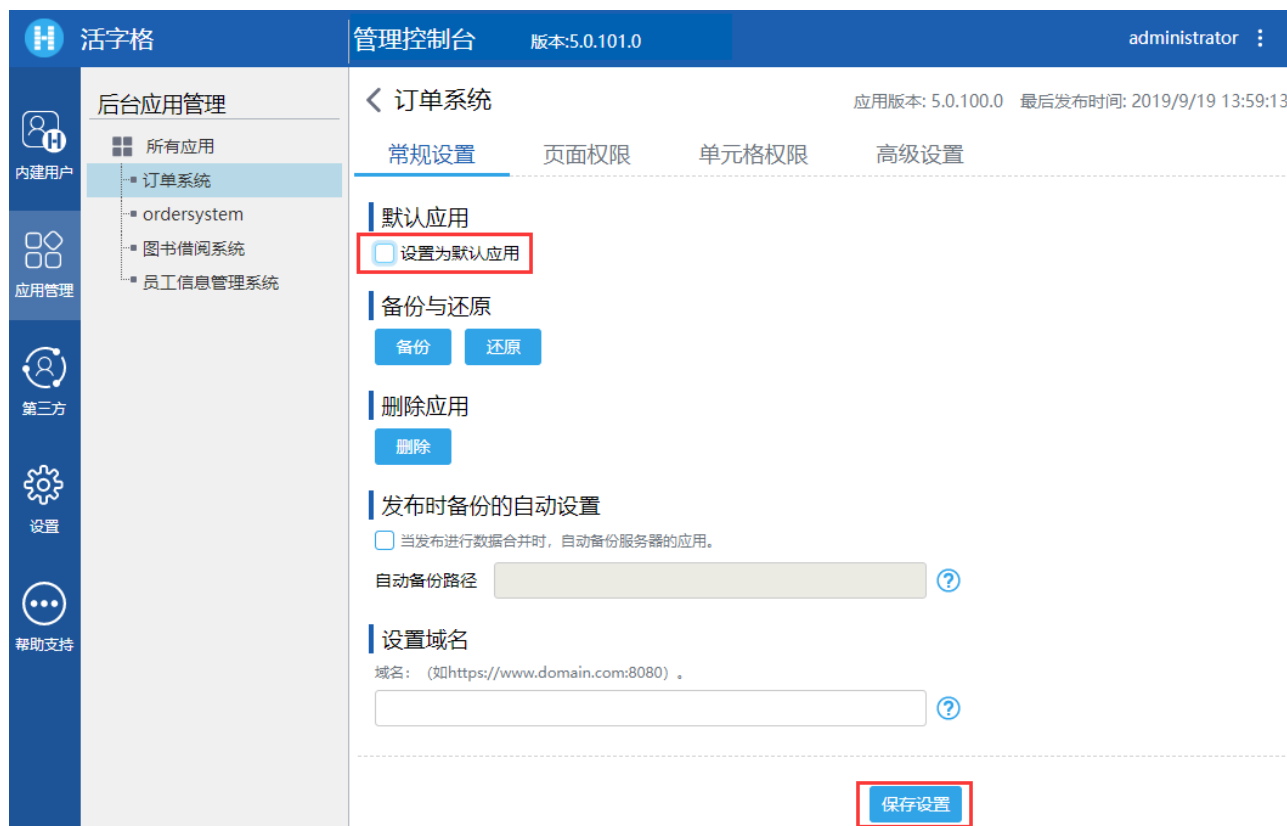 活字格
管理控制台 版本:5.0.101.0
administrator
内建用户
应用管理
第三方
设置
帮助支持
后台应用管理
所有应用
订单系统
ordersystem
图书借阅系统
员工信息管理系统
订单系统
应用版本: 5.0.100.0 最后发布时间: 2019/9/19 13:59:13
常规设置 页面权限 单元格权限 高级设置
默认应用
设置为默认应用
备份与还原
备份 还原
删除应用
删除
发布时备份的自动设置
当发布进行数据合并时，自动备份服务器的应用。
自动备份路径
设置域名
域名：（如https://www.domain.com:8080）。
保存设置